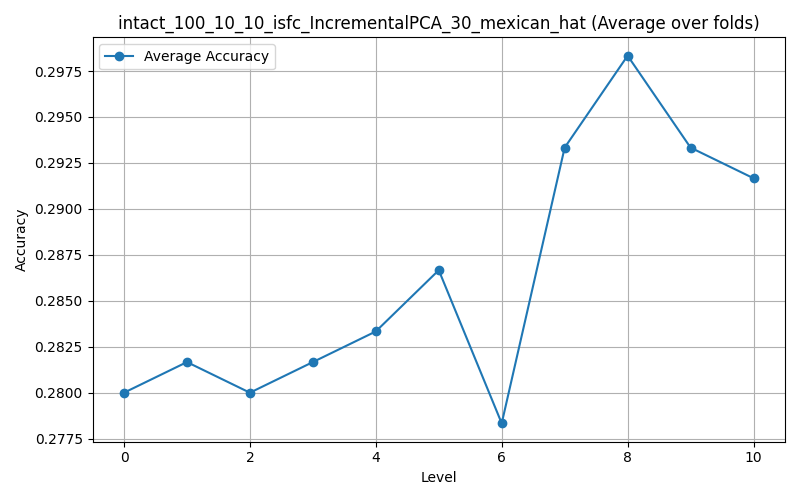 intact_100_10_10_isfc_IncrementalPCA_30_mexican_hat (Average over folds)
Average Accuracy
0.2975
0.2950
0.2925
0.2900
0.2875
0.2850
0.2825
0.2800
0.2775
Accuracy
0 2 4 6 8 10
Level